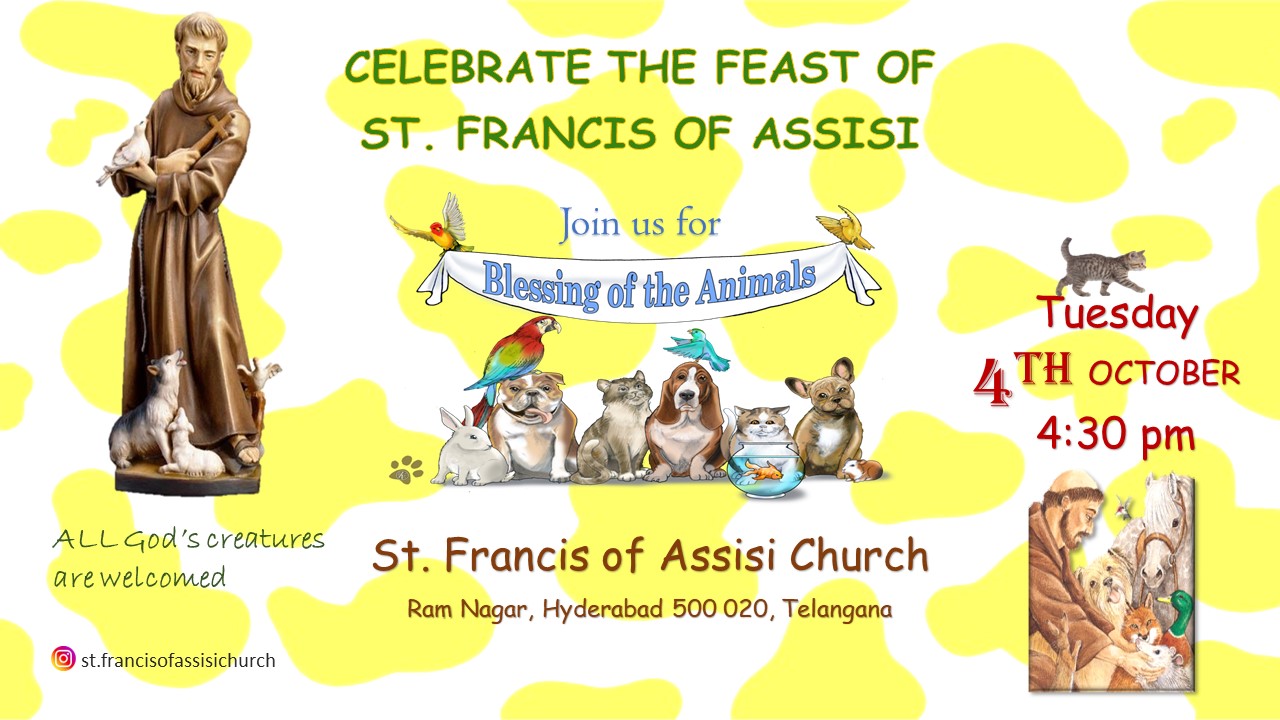 CELEBRATE THE FEAST OF
ST. FRANCIS OF ASSISI
Join us for
Blessing of the Animals
Tuesday
4TH OCTOBER
4:30 pm
ALL God's creatures
are welcomed
St. Francis of Assisi Church
Ram Nagar, Hyderabad 500 020, Telangana
st.francisofassisichurch